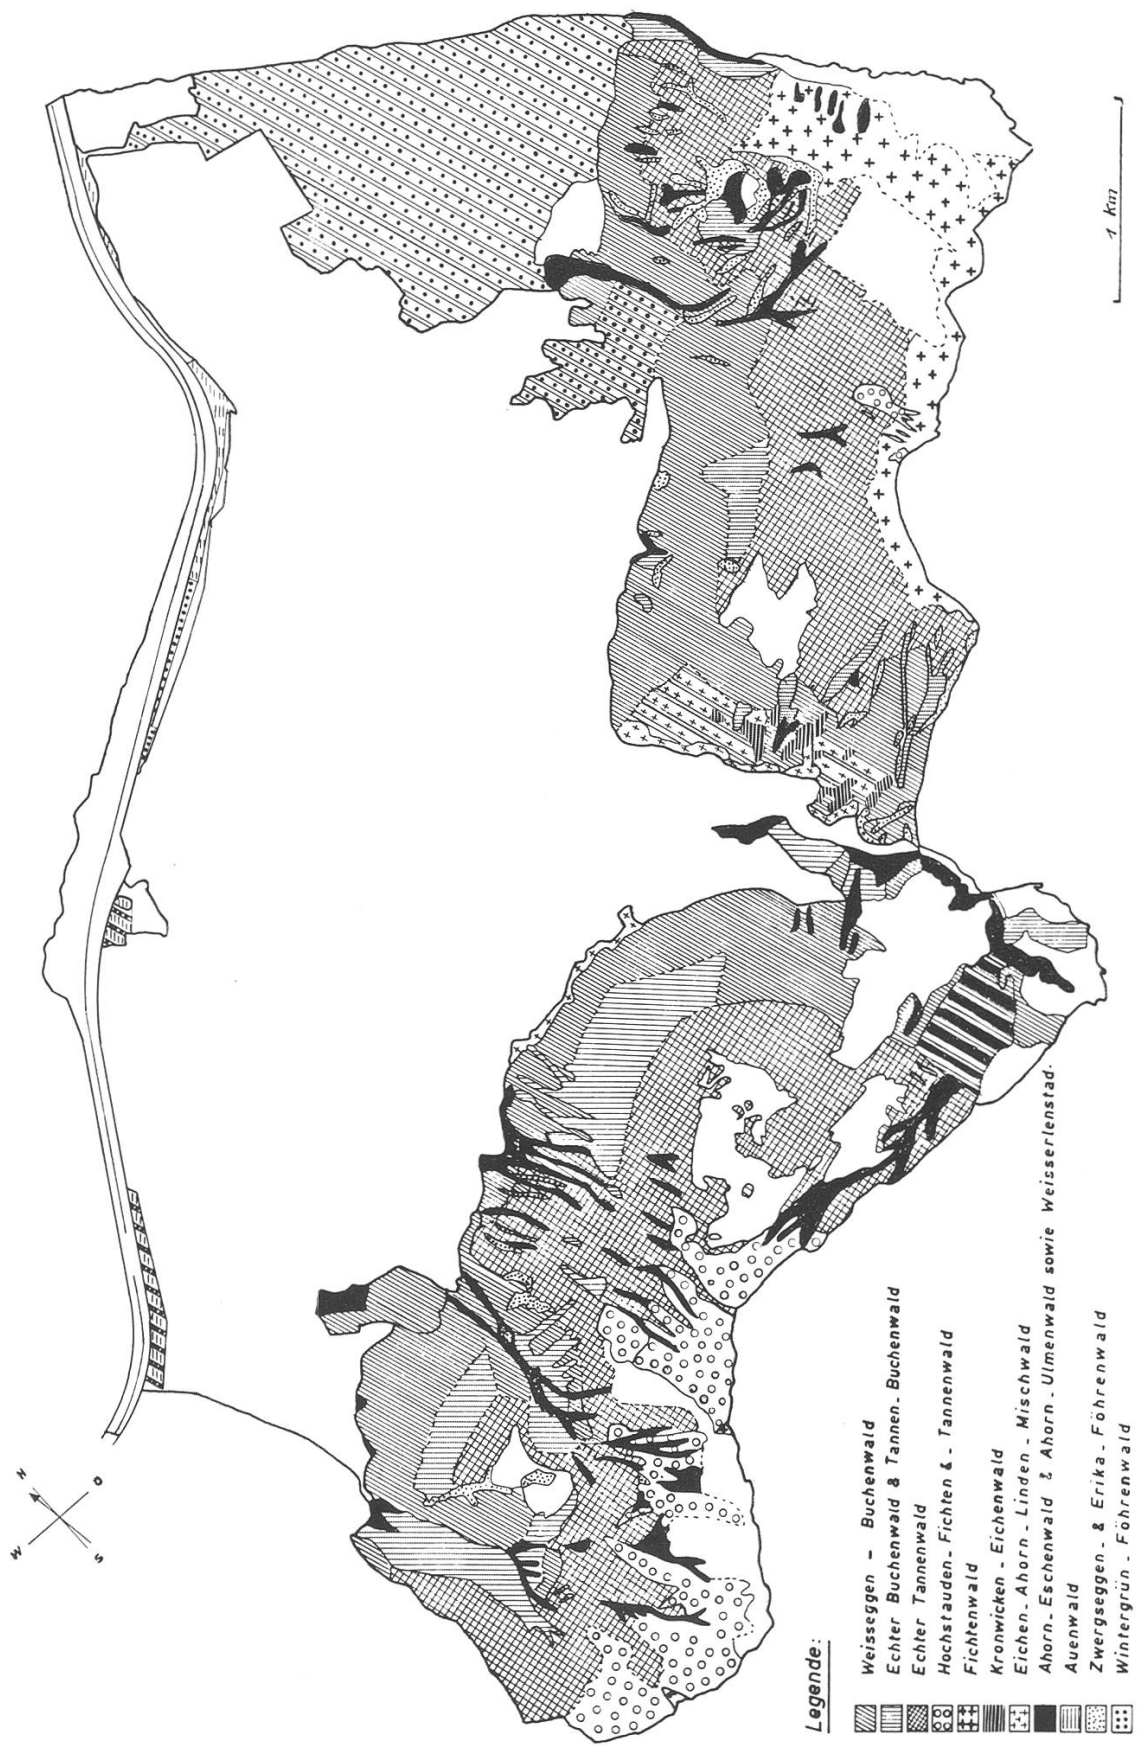 N
O
S
W
1 Km
Legende:
Weisseggen - Buchenwald
Echter Buchenwald & Tannen-Buchenwald
Echter Tannenwald
Hochstauden-Fichten & - Tannenwald
Fichtenwald
Kronwicken-Eichenwald
Eichen-Ahorn-Linden-Mischwald
Ahorn-Eschenwald & Ahorn-Ulmenwald sowie Weisserlenstad-
Auenwald
Zwergseggen- & Erika-Föhrenwald
Wintergrün-Föhrenwald